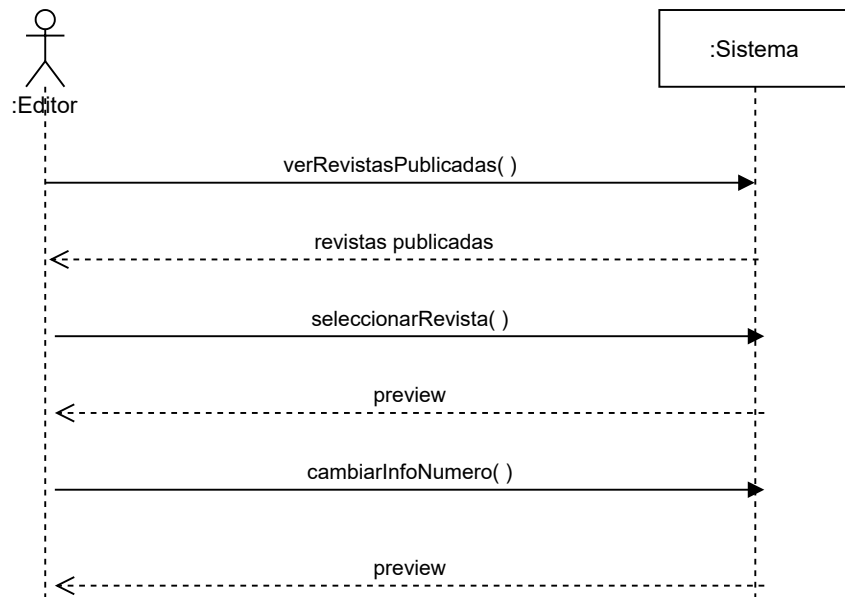 :Sistema
:Editor
verRevistasPublicadas( )
revistas publicadas
seleccionarRevista( )
preview
cambiarInfoNumero( )
preview